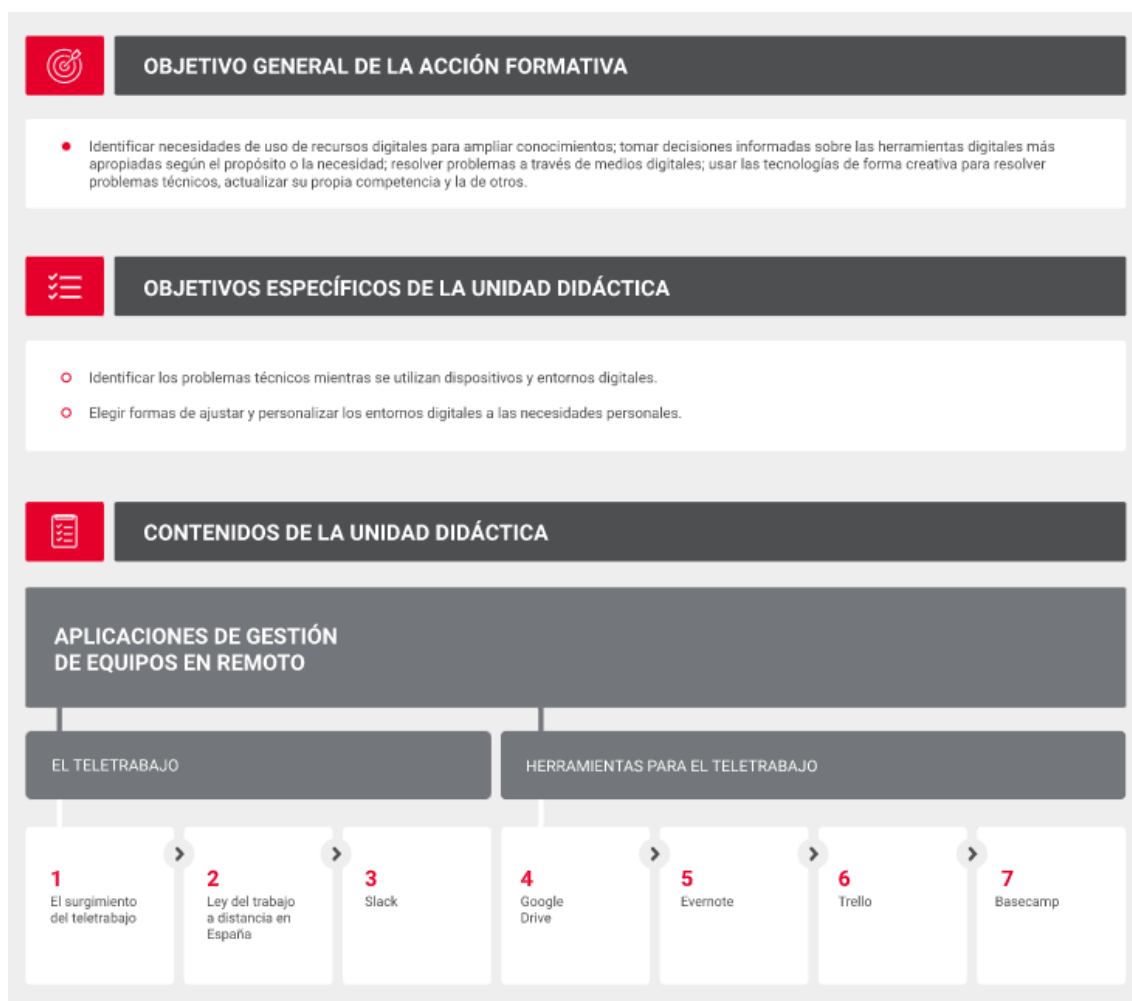 OBJETIVO GENERAL DE LA ACCIÓN FORMATIVA
Identificar necesidades de uso de recursos digitales para ampliar conocimientos; tomar decisiones informadas sobre las herramientas digitales más
apropiadas según el propósito o la necesidad; resolver problemas a través de medios digitales; usar las tecnologías de forma creativa para resolver
problemas técnicos, actualizar su propia competencia y la de otros.
OBJETIVOS ESPECÍFICOS DE LA UNIDAD DIDÁCTICA
Identificar los problemas técnicos mientras se utilizan dispositivos y entornos digitales.
Elegir formas de ajustar y personalizar los entornos digitales a las necesidades personales.
CONTENIDOS DE LA UNIDAD DIDÁCTICA
APLICACIONES DE GESTIÓN
DE EQUIPOS EN REMOTO
EL TELETRABAJO
HERRAMIENTAS PARA EL TELETRABAJO
1
El surgimiento
del teletrabajo
2
Ley del trabajo
a distancia en
España
3
Slack
4
Google
Drive
5
Evernote
6
Trello
7
Basecamp